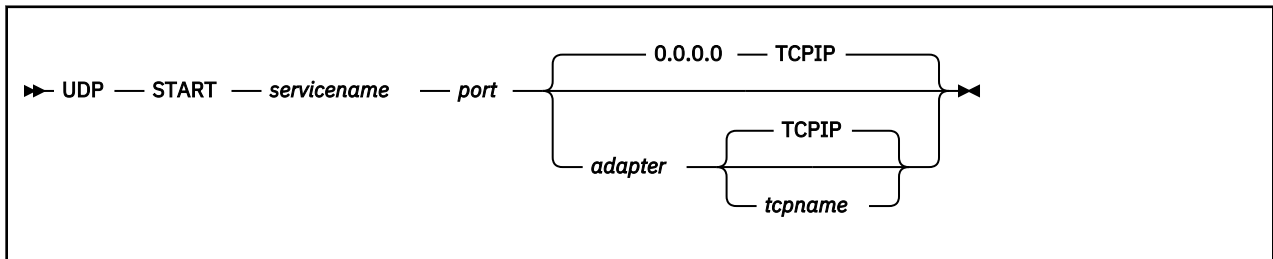 0.0.0.0 TCPIP
UDP START servicename port
TCPIP
adapter
tcpname